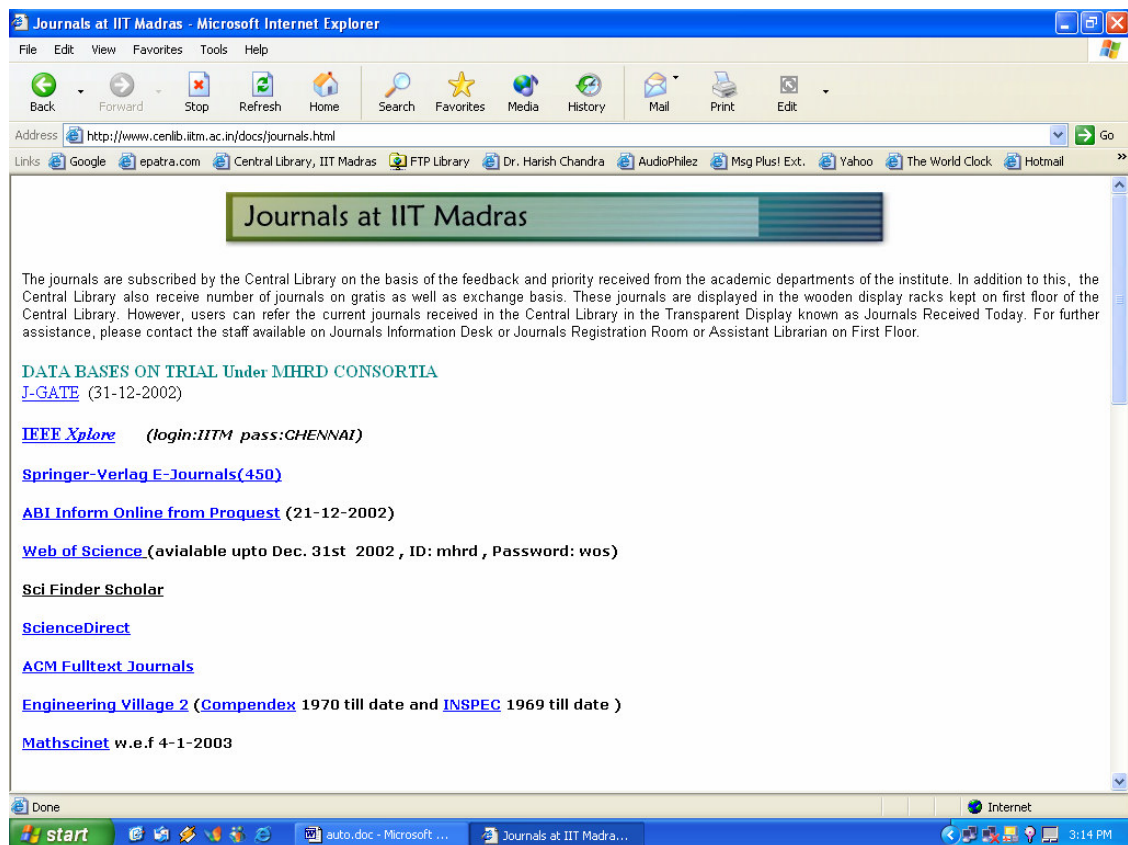 Journals at IIT Madras - Microsoft Internet Explorer
File Edit View Favorites Tools Help
Back Forward Stop Refresh Home Search Favorites Media History Mail Print Edit
Address http://www.cenlib.iitm.ac.in/docs/journals.html Go
Links Google epatra.com Central Library, IIT Madras FTP Library Dr. Harish Chandra AudioPhilez Msg Plus! Ext. Yahoo The World Clock Hotmail »
Journals at IIT Madras
The journals are subscribed by the Central Library on the basis of the feedback and priority received from the academic departments of the institute. In addition to this, the
Central Library also receive number of journals on gratis as well as exchange basis. These journals are displayed in the wooden display racks kept on first floor of the
Central Library. However, users can refer the current journals received in the Central Library in the Transparent Display known as Journals Received Today. For further
assistance, please contact the staff available on Journals Information Desk or Journals Registration Room or Assistant Librarian on First Floor.
DATA BASES ON TRIAL Under MHRD CONSORTIA
J-GATE (31-12-2002)
IEEE Xplore (login:IITM pass:CHENNAI)
Springer-Verlag E-Journals(450)
ABI Inform Online from Proquest (21-12-2002)
Web of Science (avialable upto Dec. 31st 2002 , ID: mhrd , Password: wos)
Sci Finder Scholar
ScienceDirect
ACM Fulltext Journals
Engineering Village 2 (Compendex 1970 till date and INSPEC 1969 till date )
Mathscinet w.e.f 4-1-2003
Done Internet
start auto.doc - Microsoft ... Journals at IIT Madra... 3:14 PM